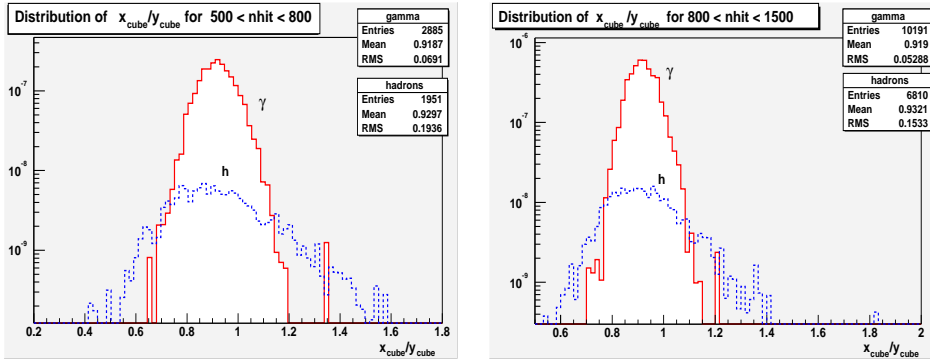 Distribution of x_cube/y_cube for 500 < nhit < 800
gamma
Entries 2885
Mean 0.9187
RMS 0.0691
hadrons
Entries 1951
Mean 0.9297
RMS 0.1936
γ
h
10^-7
10^-8
10^-9
0.2 0.4 0.6 0.8 1 1.2 1.4 1.6 1.8
x_cube/y_cube
Distribution of x_cube/y_cube for 800 < nhit < 1500
gamma
Entries 10191
Mean 0.919
RMS 0.05288
hadrons
Entries 6810
Mean 0.9321
RMS 0.1533
γ
h
10^-6
10^-7
10^-8
10^-9
0.6 0.8 1 1.2 1.4 1.6 1.8 2
x_cube/y_cube